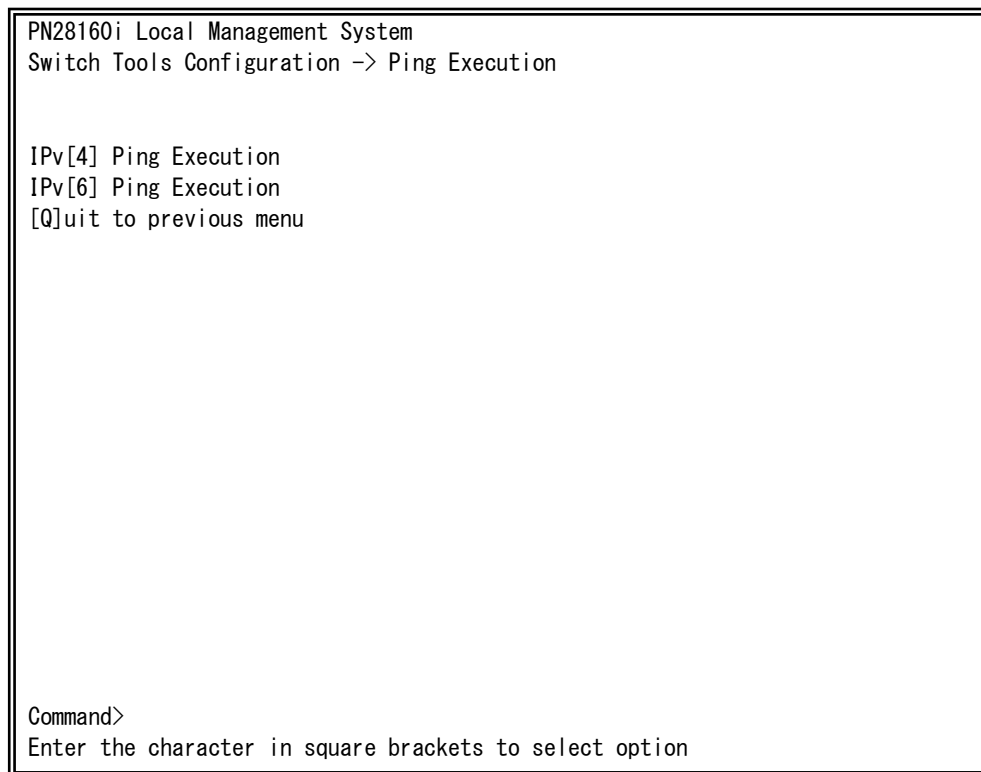 PN28160i Local Management System
Switch Tools Configuration -> Ping Execution
IPv[4] Ping Execution
IPv[6] Ping Execution
[Q]uit to previous menu
Command>
Enter the character in square brackets to select option